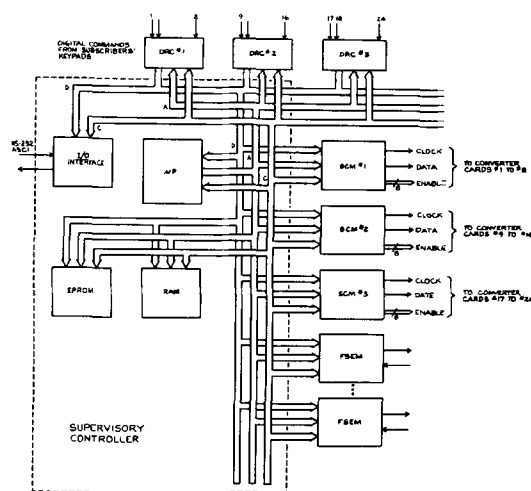 1 8 9 16 17 18 24
DIGITAL COMMANDS
FROM SUBSCRIBERS'
KEYPADS
DRC #1
DRC #2
DRC #3
D
A
C
RS-232
ASCI
I/O
INTERFACE
μP
D
A
C
BCM #1
CLOCK
DATA
8
ENABLE
TO CONVERTER
CARDS #1 TO #8
BCM #2
CLOCK
DATA
8
ENABLE
TO CONVERTER
CARDS #9 TO #16
EPROM
RAM
SCM #3
CLOCK
DATE
8
ENABLE
TO CONVERTER
CARDS #17 TO #24
FSEM
FSEM
SUPERVISORY
CONTROLLER